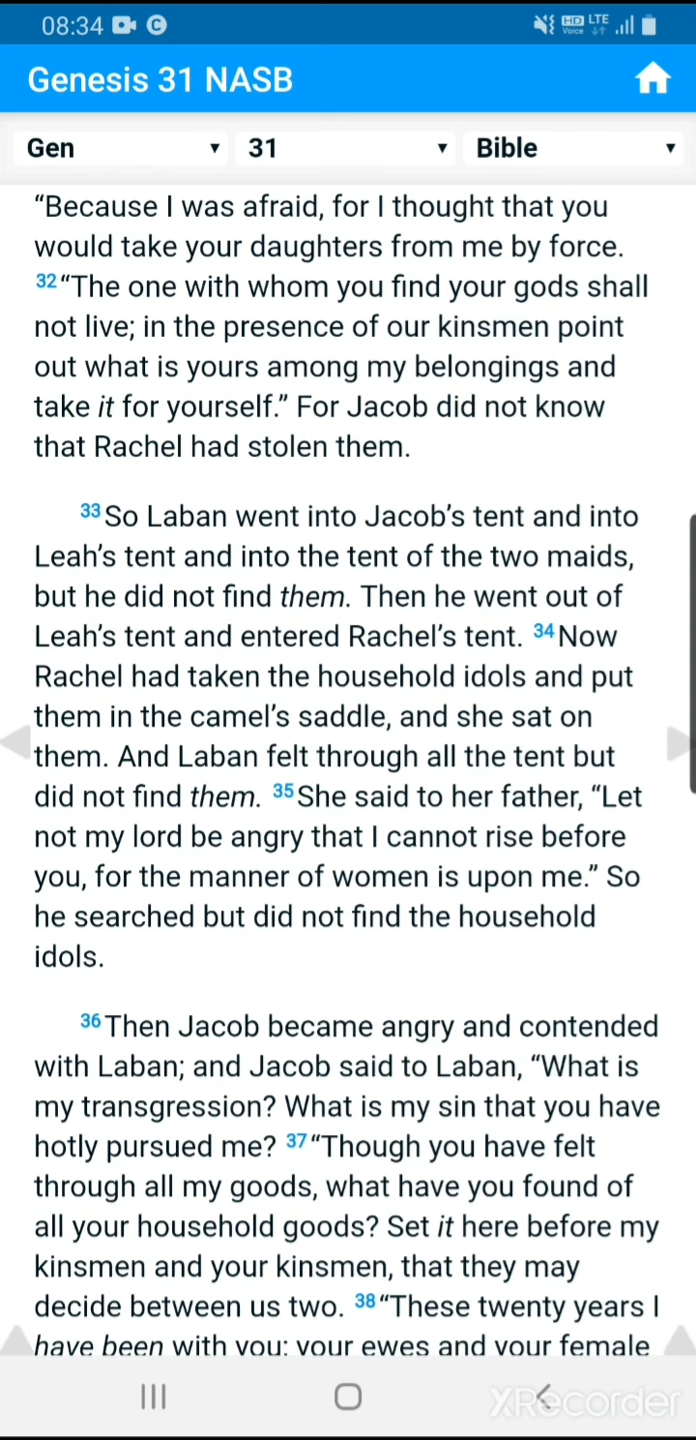 08:34
HD LTE
Voice
Genesis 31 NASB
Gen 31 Bible
“Because I was afraid, for I thought that you
would take your daughters from me by force.
32 “The one with whom you find your gods shall
not live; in the presence of our kinsmen point
out what is yours among my belongings and
take it for yourself.” For Jacob did not know
that Rachel had stolen them.
33 So Laban went into Jacob’s tent and into
Leah’s tent and into the tent of the two maids,
but he did not find them. Then he went out of
Leah’s tent and entered Rachel’s tent. 34 Now
Rachel had taken the household idols and put
them in the camel’s saddle, and she sat on
them. And Laban felt through all the tent but
did not find them. 35 She said to her father, “Let
not my lord be angry that I cannot rise before
you, for the manner of women is upon me.” So
he searched but did not find the household
idols.
36 Then Jacob became angry and contended
with Laban; and Jacob said to Laban, “What is
my transgression? What is my sin that you have
hotly pursued me? 37 “Though you have felt
through all my goods, what have you found of
all your household goods? Set it here before my
kinsmen and your kinsmen, that they may
decide between us two. 38 “These twenty years I
have been with you; your ewes and your female
XRecorder